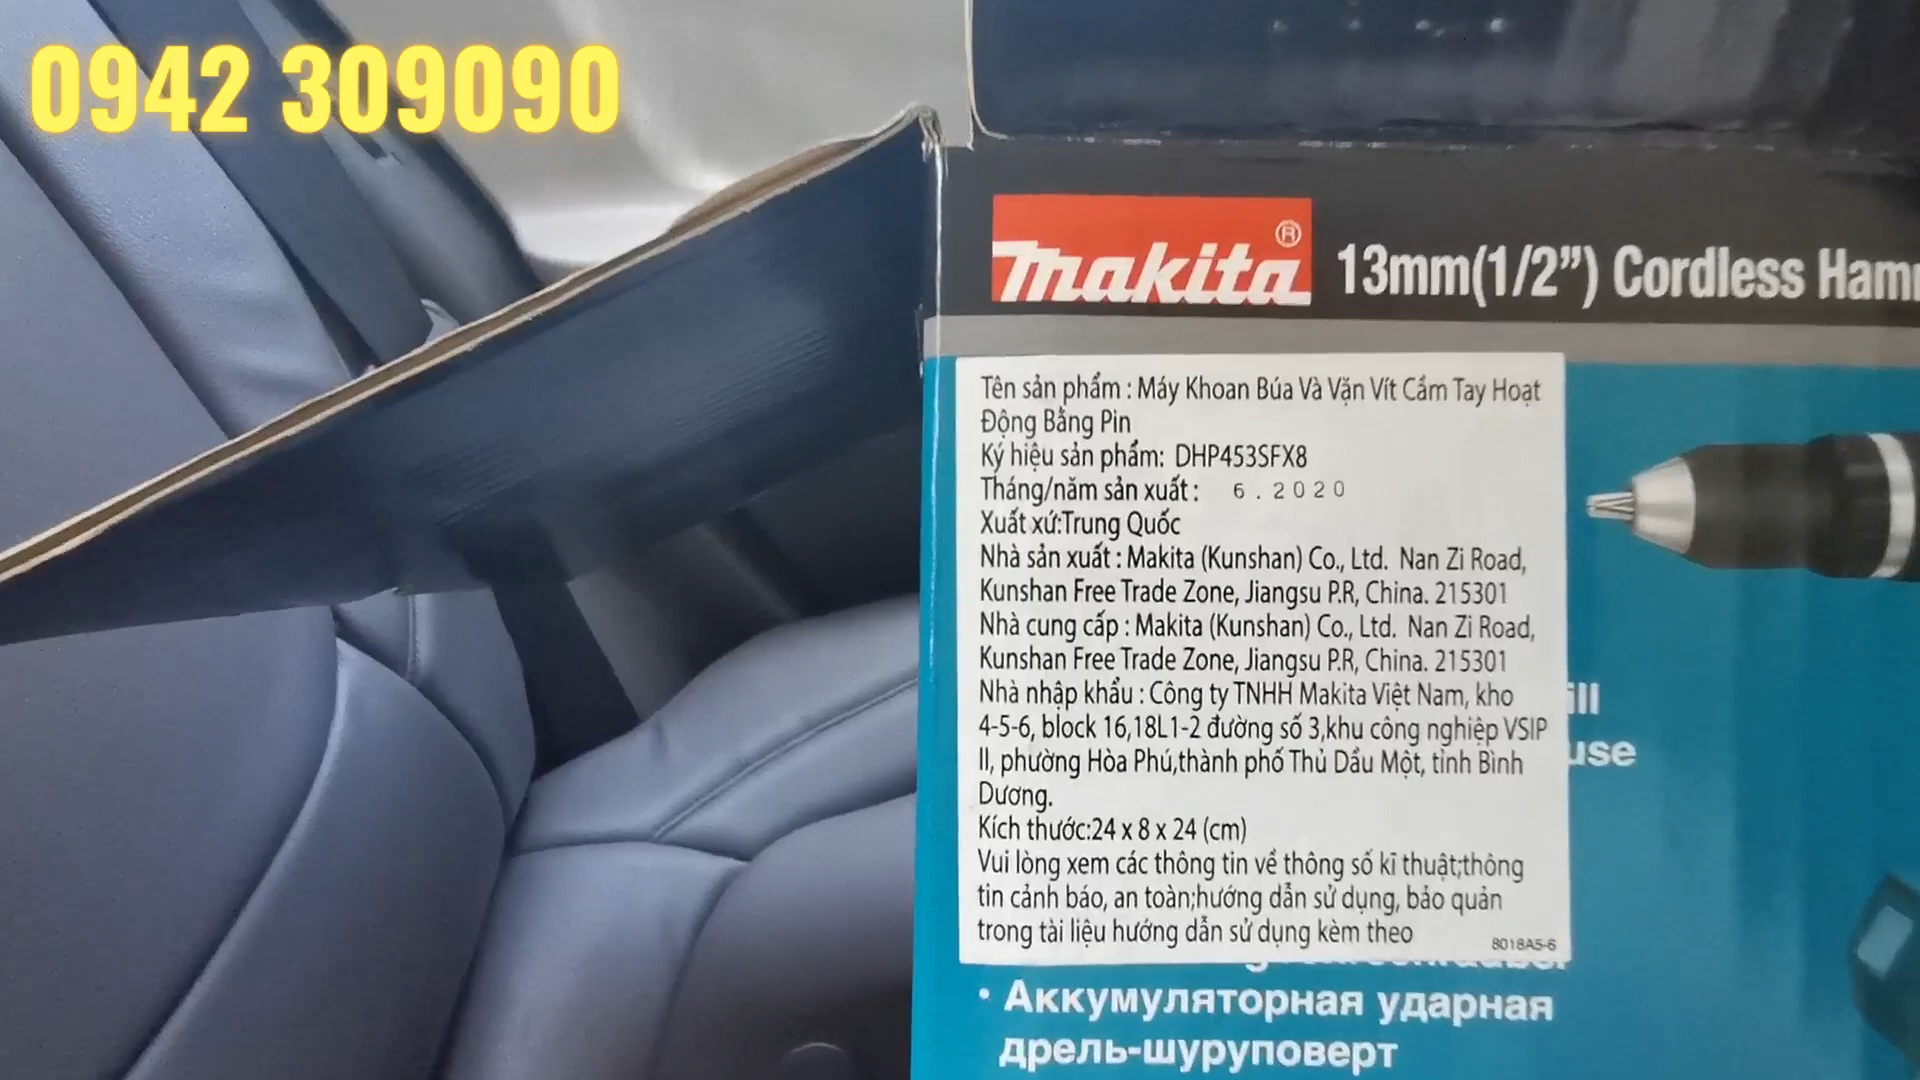 0942 309090
makita® 13mm(1/2”) Cordless
Tên sản phẩm : Máy Khoan Búa Và Vặn Vít Cầm Tay Hoạt
Động Bằng Pin
Ký hiệu sản phẩm: DHP453SFX8
Tháng/năm sản xuất : 6.2020
Xuất xứ:Trung Quốc
Nhà sản xuất : Makita (Kunshan) Co., Ltd. Nan Zi Road,
Kunshan Free Trade Zone, Jiangsu P.R, China. 215301
Nhà cung cấp : Makita (Kunshan) Co., Ltd. Nan Zi Road,
Kunshan Free Trade Zone, Jiangsu P.R, China. 215301
Nhà nhập khẩu : Công ty TNHH Makita Việt Nam, kho
4-5-6, block 16,18L1-2 đường số 3,khu công nghiệp VSIP
II, phường Hòa Phú,thành phố Thủ Dầu Một, tỉnh Bình
Dương.
Kích thước:24 x 8 x 24 (cm)
Vui lòng xem các thông tin về thông số kĩ thuật;thông
tin cảnh báo, an toàn;hướng dẫn sử dụng, bảo quản
trong tài liệu hướng dẫn sử dụng kèm theo
8018A5-6
• Аккумуляторная ударная
дрель-шуруповерт